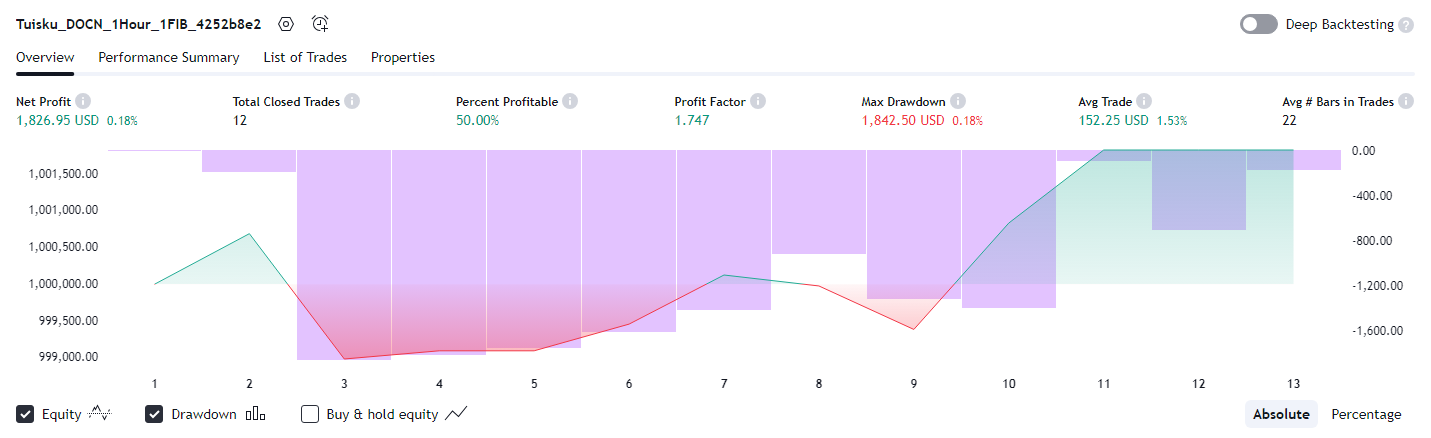 Tuisku_DOCN_1Hour_1FIB_4252b8e2 Deep Backtesting ?
Overview Performance Summary List of Trades Properties
Net Profit i Total Closed Trades i Percent Profitable i Profit Factor i Max Drawdown i Avg Trade i Avg # Bars in Trades i
1,826.95 USD 0.18% 12 50.00% 1.747 1,842.50 USD 0.18% 152.25 USD 1.53% 22
0.00
1,001,500.00
-400.00
1,001,000.00
-800.00
1,000,500.00
1,000,000.00 -1,200.00
999,500.00
-1,600.00
999,000.00
1 2 3 4 5 6 7 8 9 10 11 12 13
Equity Drawdown Buy & hold equity Absolute Percentage